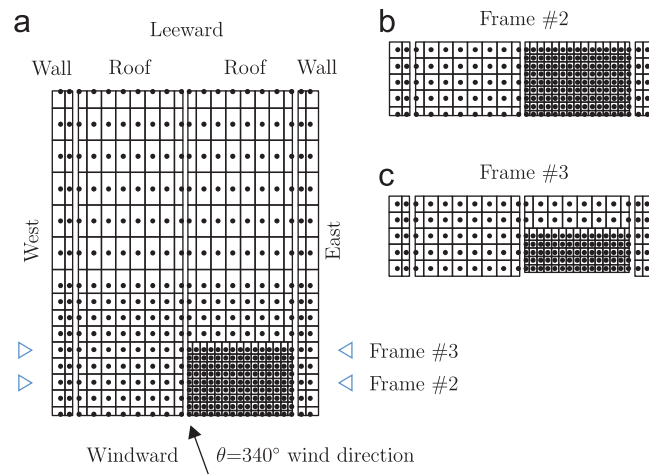 a
Leeward
Wall Roof Roof Wall
West
East
Frame #3
Frame #2
Windward θ=340° wind direction
b
Frame #2
c
Frame #3